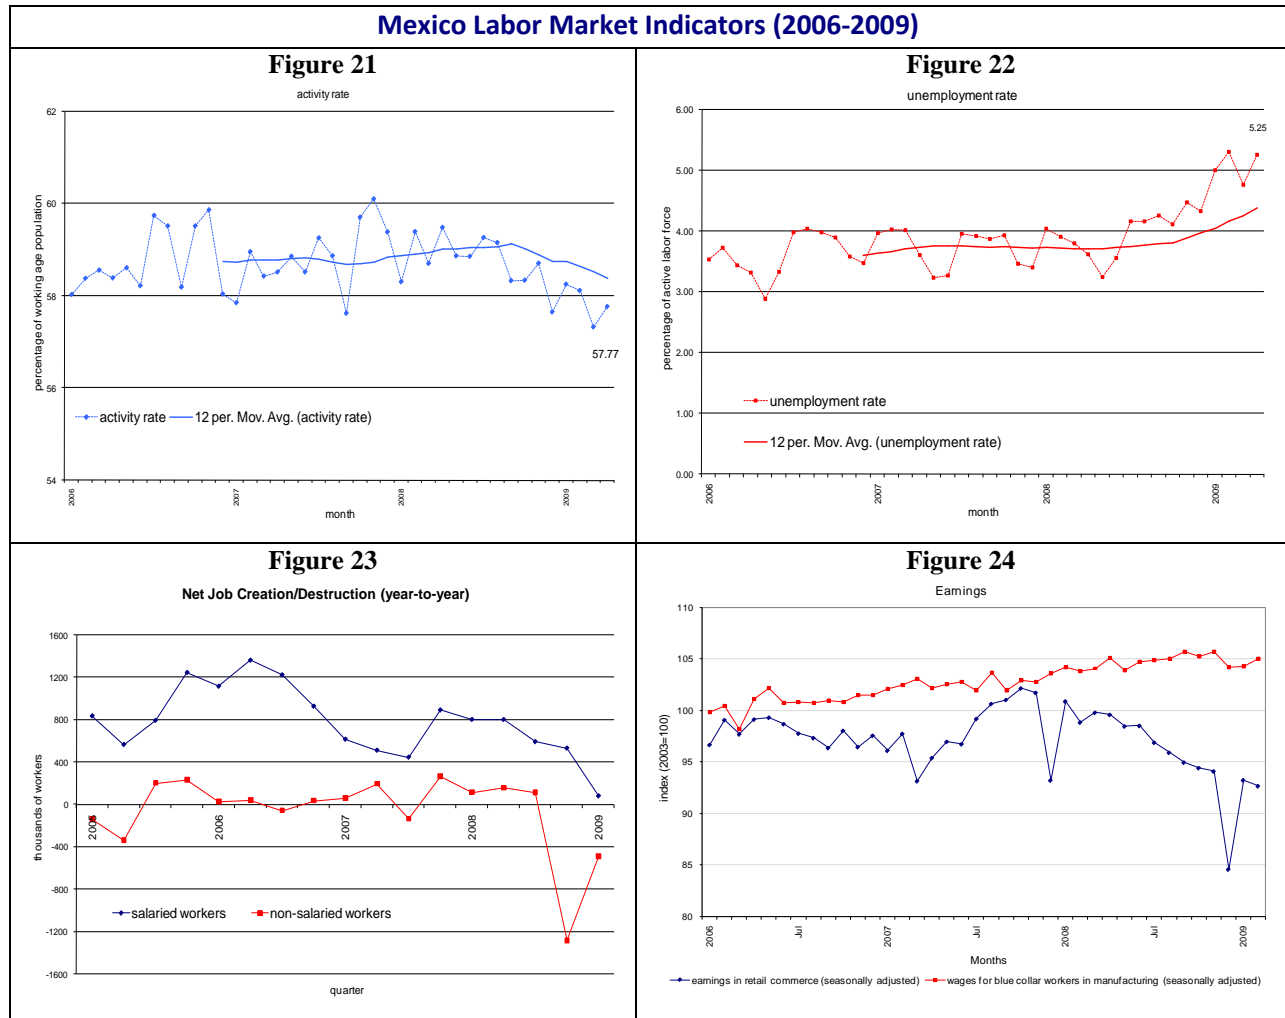 Mexico Labor Market Indicators (2006-2009)
Figure 21
activity rate
percentage of working age population
62
60
58
56
54
57.77
activity rate
12 per. Mov. Avg. (activity rate)
2006
2007
2008
2009
month
Figure 22
unemployment rate
percentage of active labor force
6.00
5.00
4.00
3.00
2.00
1.00
0.00
5.25
unemployment rate
12 per. Mov. Avg. (unemployment rate)
2006
2007
2008
2009
month
Figure 23
Net Job Creation/Destruction (year-to-year)
thousands of workers
1600
1200
800
400
0
-400
-800
-1200
-1600
2005
2006
2007
2008
2009
salaried workers
non-salaried workers
quarter
Figure 24
Earnings
index (2003=100)
110
105
100
95
90
85
80
2006
Jul
2007
Jul
2008
Jul
2009
Months
earnings in retail commerce (seasonally adjusted)
wages for blue collar workers in manufacturing (seasonally adjusted)